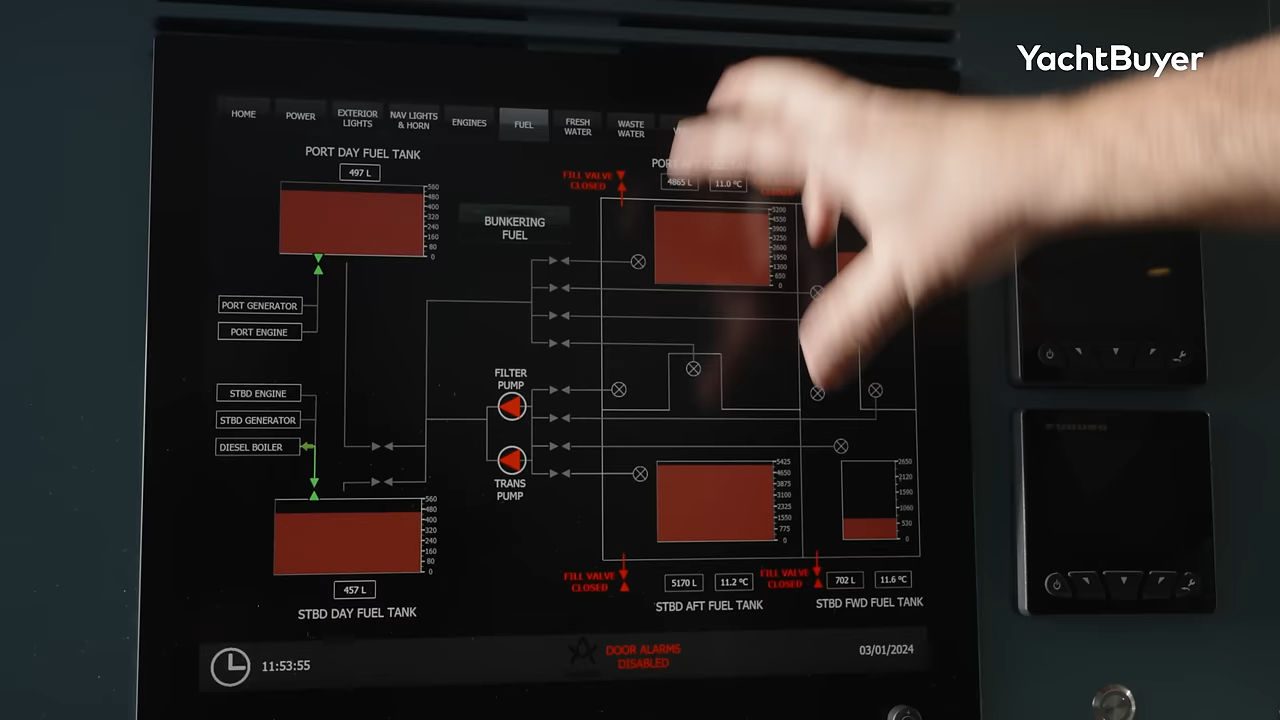 YachtBuyer
HOME
POWER
EXTERIOR
LIGHTS
NAV LIGHTS
& HORN
ENGINES
FUEL
FRESH
WATER
WASTE
WATER
PORT DAY FUEL TANK
497 L
560
480
400
320
240
160
80
0
BUNKERING
FUEL
FILL VALVE
CLOSED
4865 L
11.0 ºC
5200
4550
3900
3250
2600
1950
1300
650
0
PORT GENERATOR
PORT ENGINE
STBD ENGINE
STBD GENERATOR
DIESEL BOILER
FILTER
PUMP
TRANS
PUMP
560
480
400
320
240
160
80
0
457 L
STBD DAY FUEL TANK
5425
4650
3875
3100
2325
1550
775
0
2650
2120
1590
1060
530
0
FILL VALVE
CLOSED
5170 L
11.2 ºC
STBD AFT FUEL TANK
FILL VALVE
CLOSED
702 L
11.6 ºC
STBD FWD FUEL TANK
11:53:55
DOOR ALARMS
DISABLED
03/01/2024
FURUNO